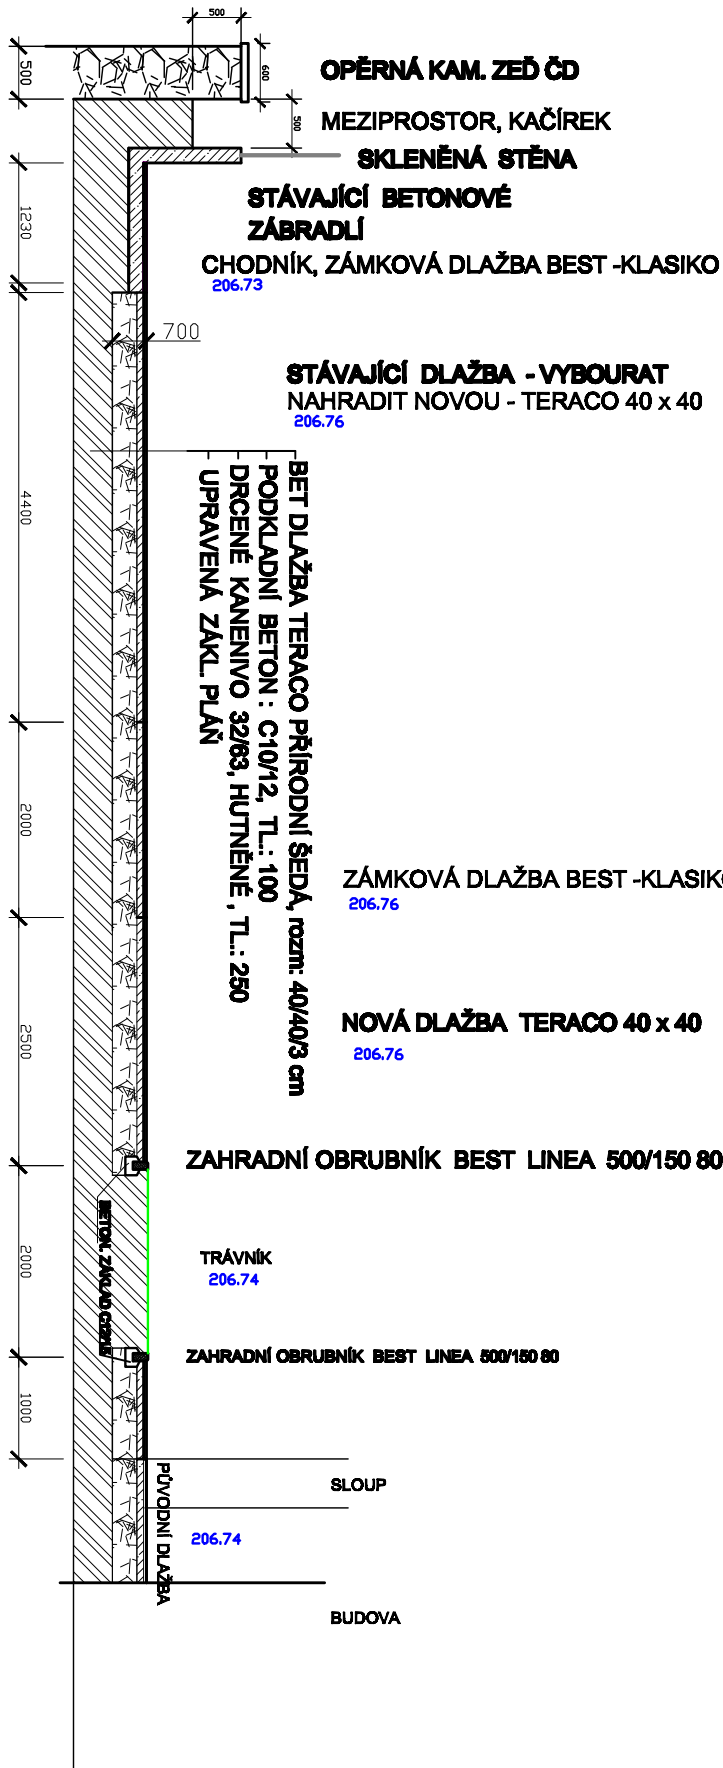 500
500
600
OPĚRNÁ KAM. ZEĎ ČD
500
MEZIPROSTOR, KAČÍREK
SKLENĚNÁ STĚNA
STÁVAJÍCÍ BETONOVÉ
ZÁBRADLÍ
1230
CHODNÍK, ZÁMKOVÁ DLAŽBA BEST -KLASIKO
206.73
700
STÁVAJÍCÍ DLAŽBA - VYBOURAT
NAHRADIT NOVOU - TERACO 40 x 40
206.76
4400
BET DLAŽBA TERACO PŘÍRODNÍ ŠEDÁ, rozm: 40/40/3 cm
PODKLADNÍ BETON : C10/12, TL.: 100
DRCENÉ KANENIVO 32/63, HUTNĚNÉ , TL.: 250
UPRAVENÁ ZÁKL. PLÁŇ
2000
ZÁMKOVÁ DLAŽBA BEST -KLASIKO
206.76
2500
NOVÁ DLAŽBA TERACO 40 x 40
206.76
ZAHRADNÍ OBRUBNÍK BEST LINEA 500/150 80
BETON. ZÁKLAD
2000
TRÁVNÍK
206.74
ZAHRADNÍ OBRUBNÍK BEST LINEA 500/150 80
1000
SLOUP
PŮVODNÍ DLAŽBA
206.74
BUDOVA